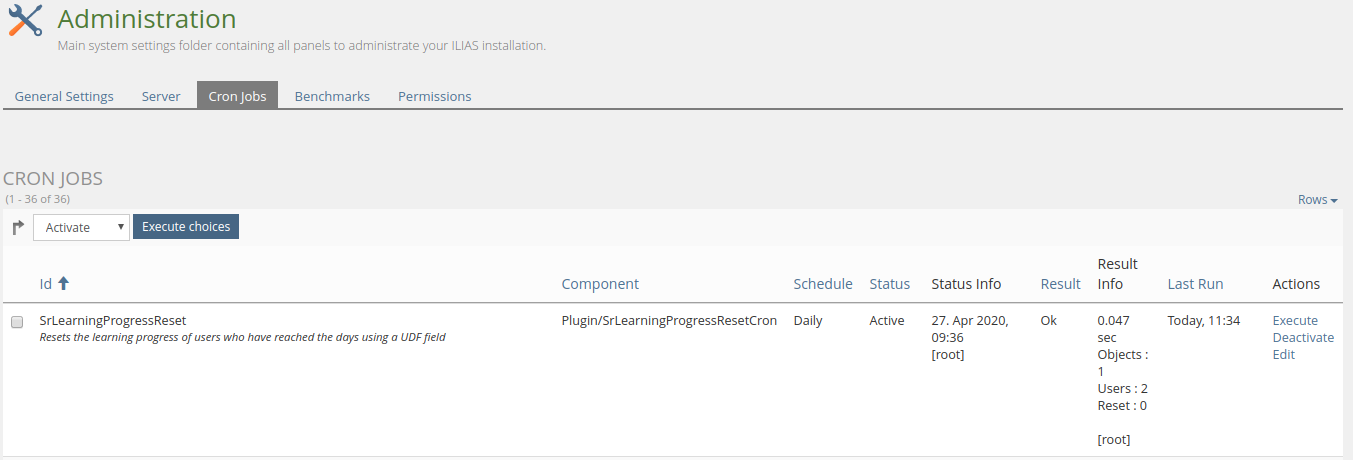 Administration
Main system settings folder containing all panels to administrate your ILIAS installation.
General Settings Server Cron Jobs Benchmarks Permissions
CRON JOBS
(1 - 36 of 36)
Rows
Activate Execute choices
Id Component Schedule Status Status Info Result Result Info Last Run Actions
SrLearningProgressReset Plugin/SrLearningProgressResetCron Daily Active 27. Apr 2020, Ok 0.047 Today, 11:34 Execute
Resets the learning progress of users who have reached the days using a UDF field 09:36 sec Deactivate
[root] Objects : Edit
1
Users : 2
Reset : 0
[root]